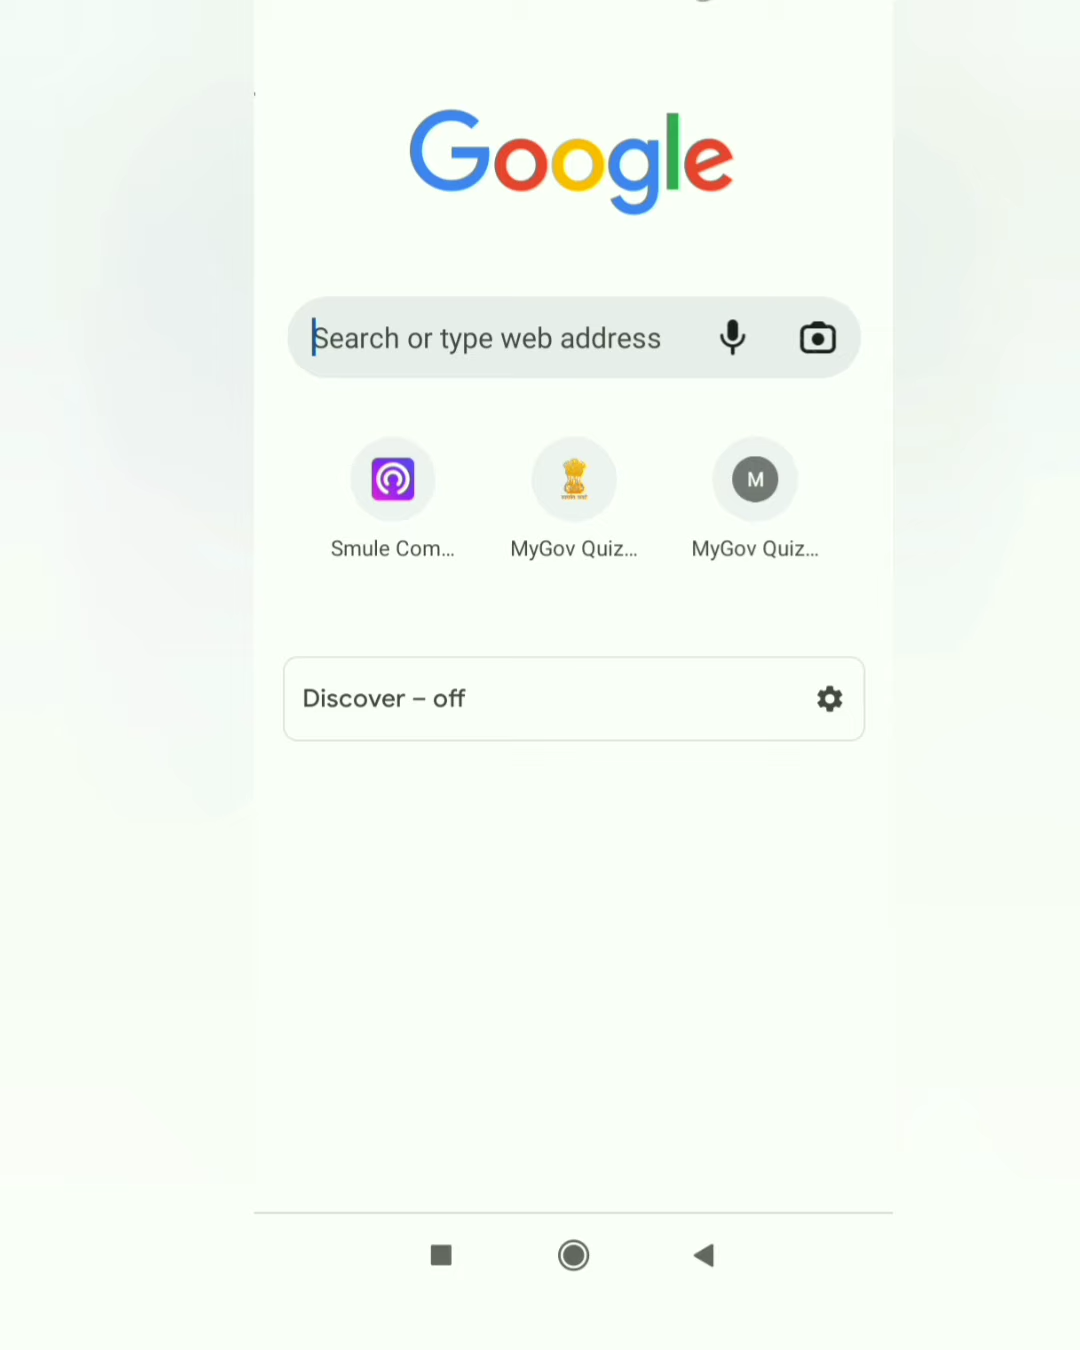 Google
Search or type web address
M
Smule Com...
MyGov Quiz...
MyGov Quiz...
Discover – off